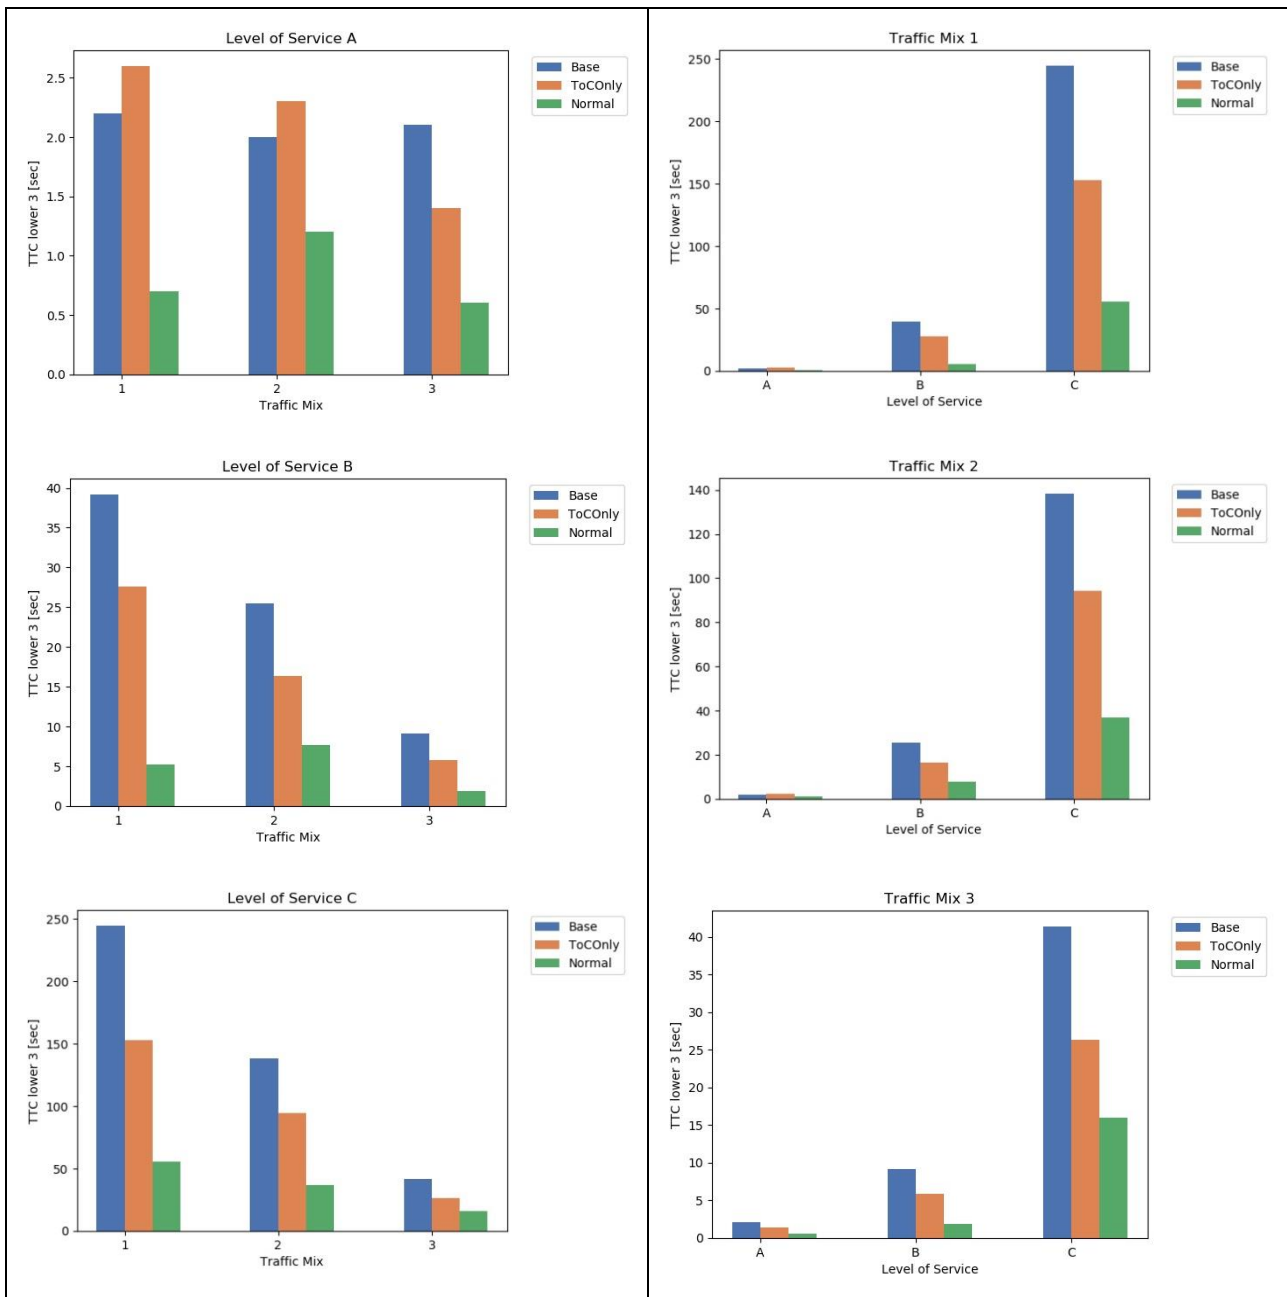 Level of Service A
Base
ToCOnly
Normal
TTC lower 3 [sec]
2.5
2.0
1.5
1.0
0.5
0.0
1 2 3
Traffic Mix
Level of Service B
Base
ToCOnly
Normal
TTC lower 3 [sec]
40
35
30
25
20
15
10
5
0
1 2 3
Traffic Mix
Level of Service C
Base
ToCOnly
Normal
TTC lower 3 [sec]
250
200
150
100
50
0
1 2 3
Traffic Mix
Traffic Mix 1
Base
ToCOnly
Normal
TTC lower 3 [sec]
250
200
150
100
50
0
A B C
Level of Service
Traffic Mix 2
Base
ToCOnly
Normal
TTC lower 3 [sec]
140
120
100
80
60
40
20
0
A B C
Level of Service
Traffic Mix 3
Base
ToCOnly
Normal
TTC lower 3 [sec]
40
35
30
25
20
15
10
5
0
A B C
Level of Service